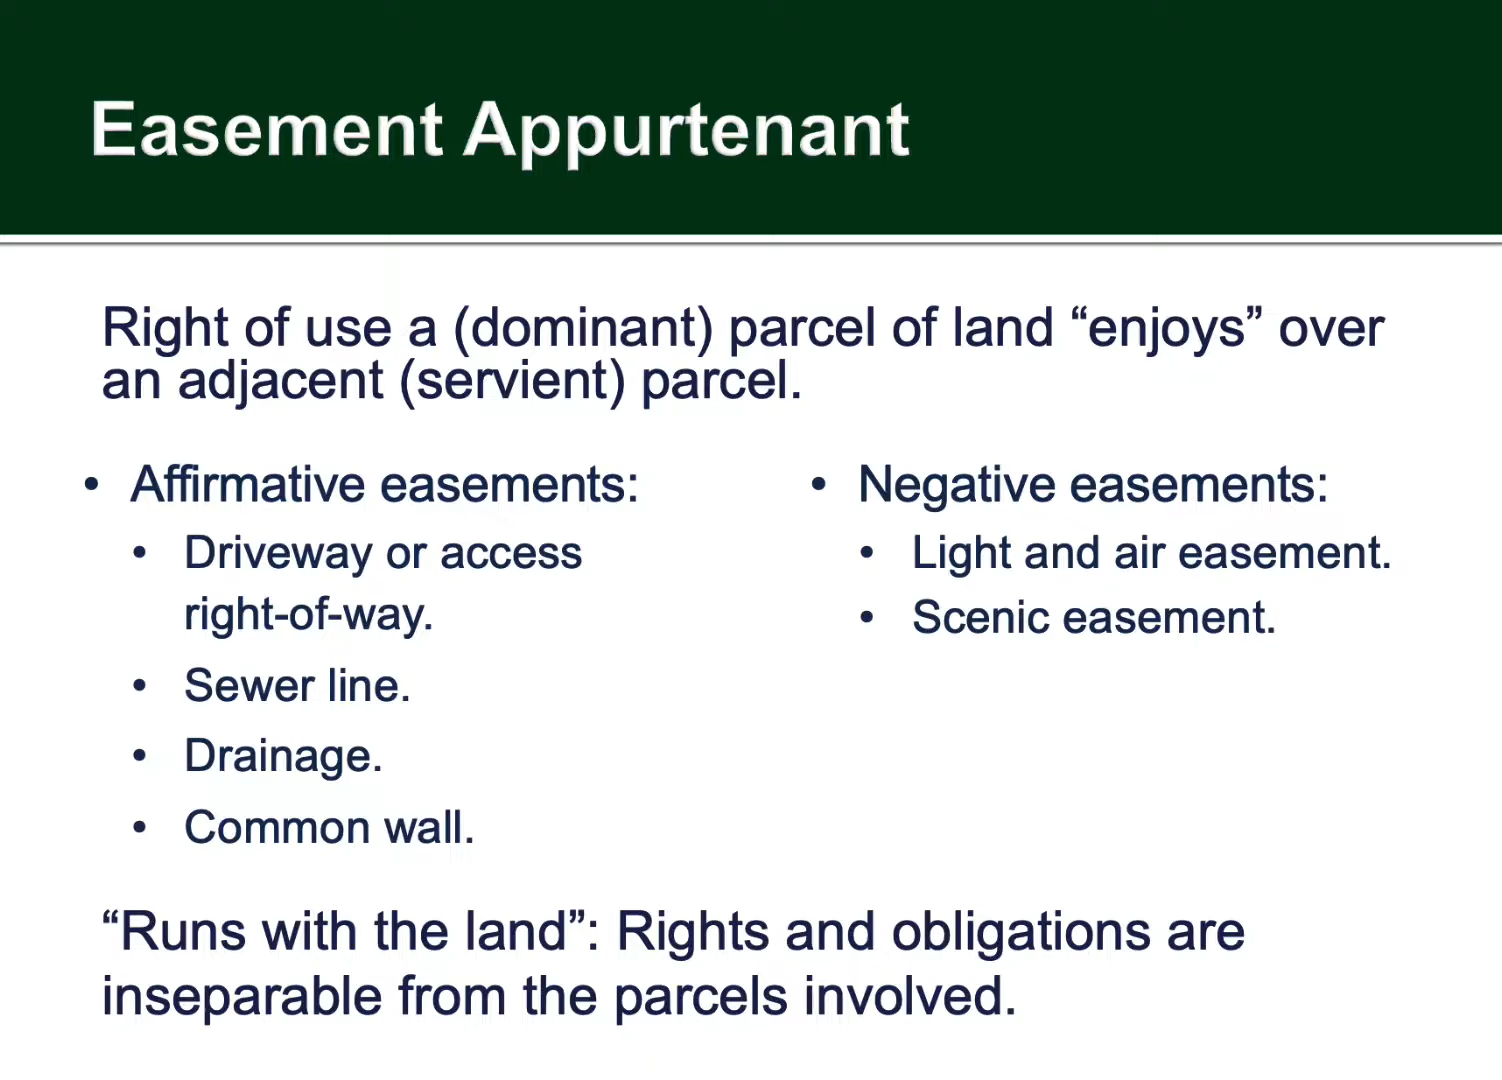 Easement Appurtenant
Right of use a (dominant) parcel of land “enjoys” over
an adjacent (servient) parcel.
• Affirmative easements:
• Driveway or access
right-of-way.
• Sewer line.
• Drainage.
• Common wall.
• Negative easements:
• Light and air easement.
• Scenic easement.
“Runs with the land”: Rights and obligations are
inseparable from the parcels involved.